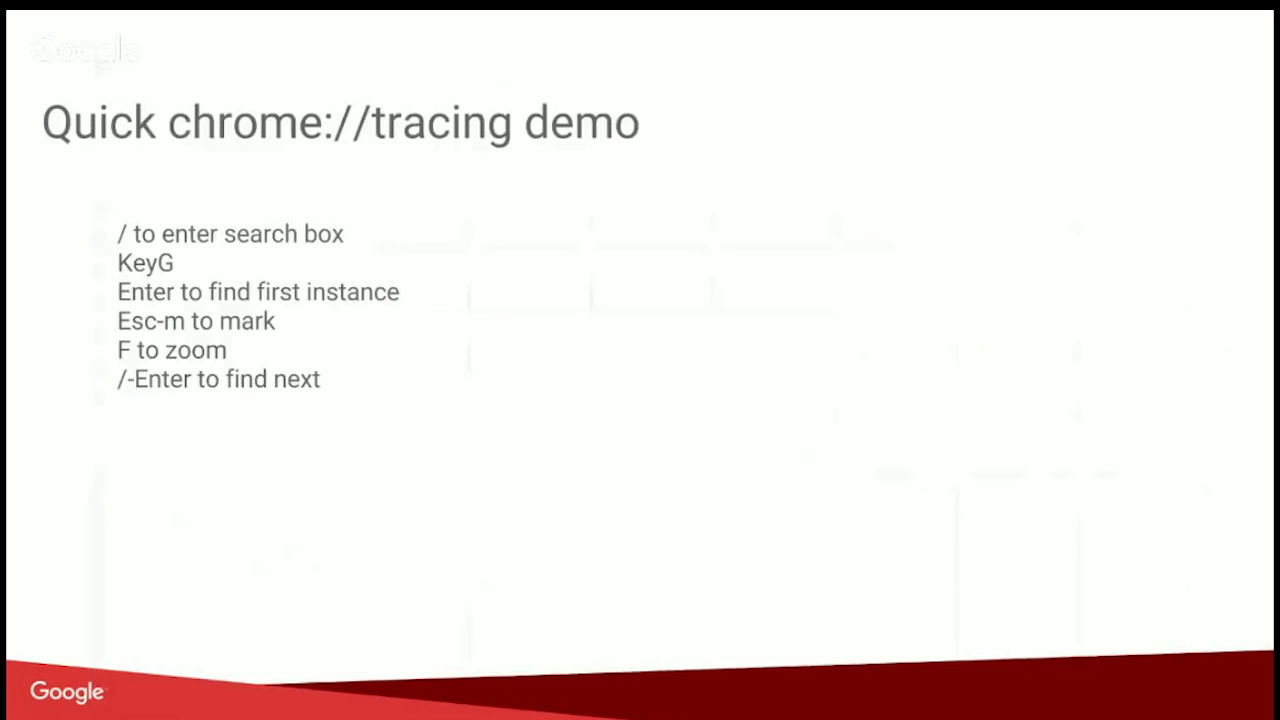 Google
Quick chrome://tracing demo
/ to enter search box
KeyG
Enter to find first instance
Esc-m to mark
F to zoom
/-Enter to find next
Google